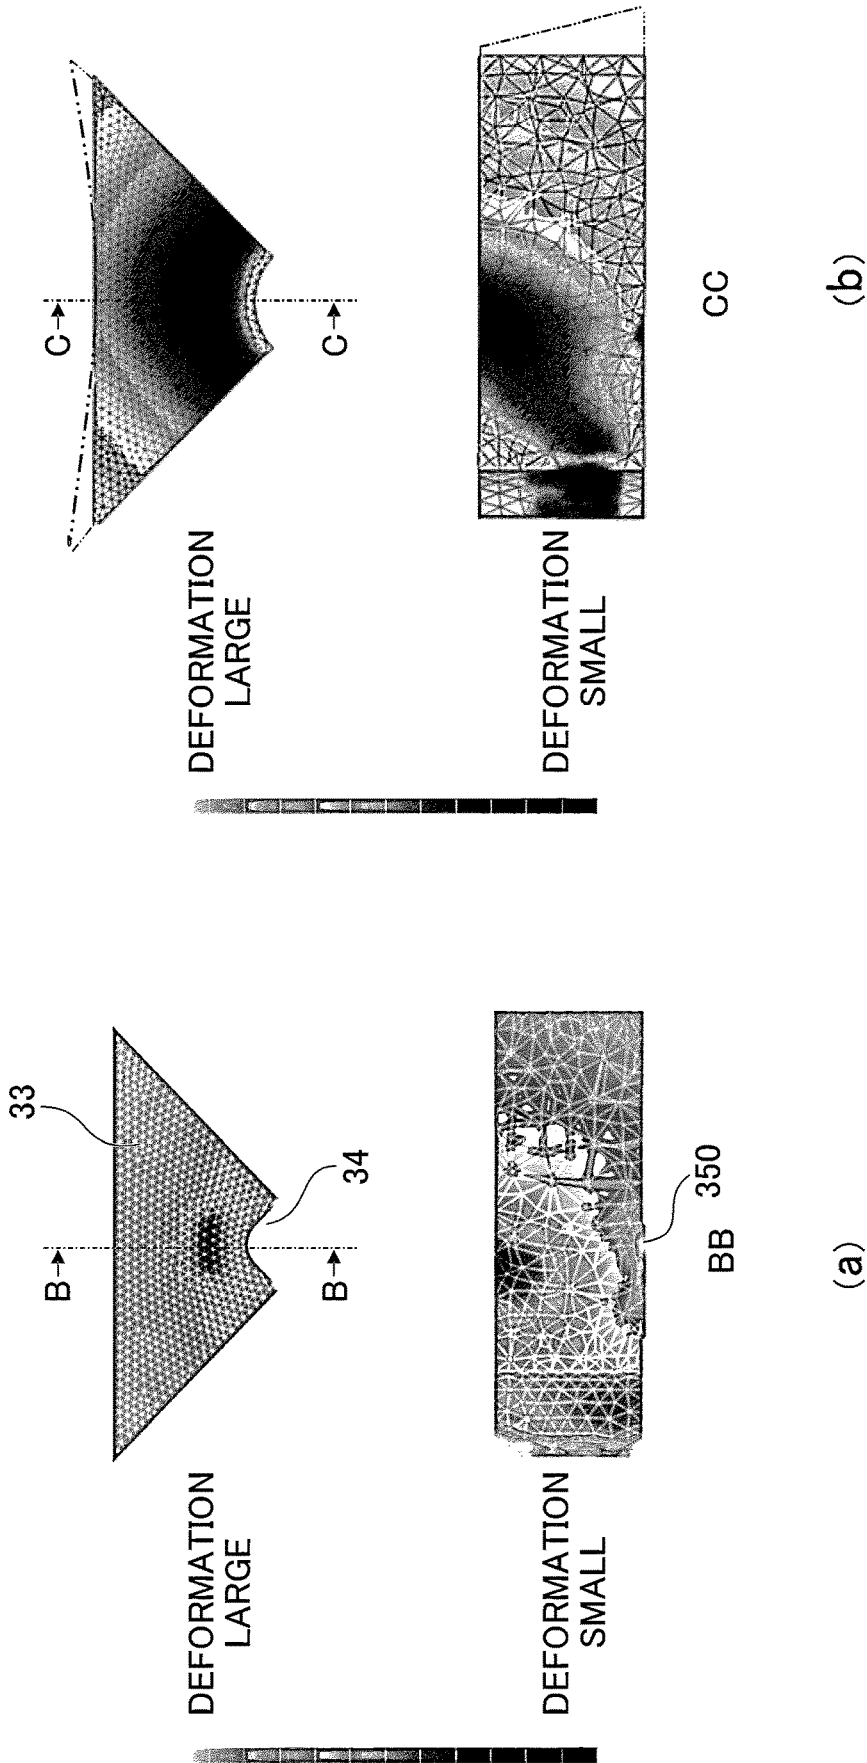 DEFORMATION
LARGE
B
B
33
34
DEFORMATION
SMALL
BB
350
(a)
DEFORMATION
LARGE
C
C
DEFORMATION
SMALL
CC
(b)